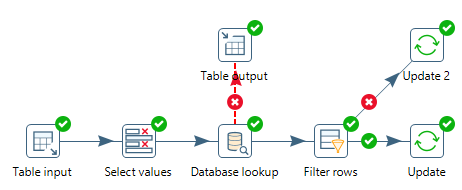 Table output
Update 2
Table input
Select values
Database lookup
Filter rows
Update